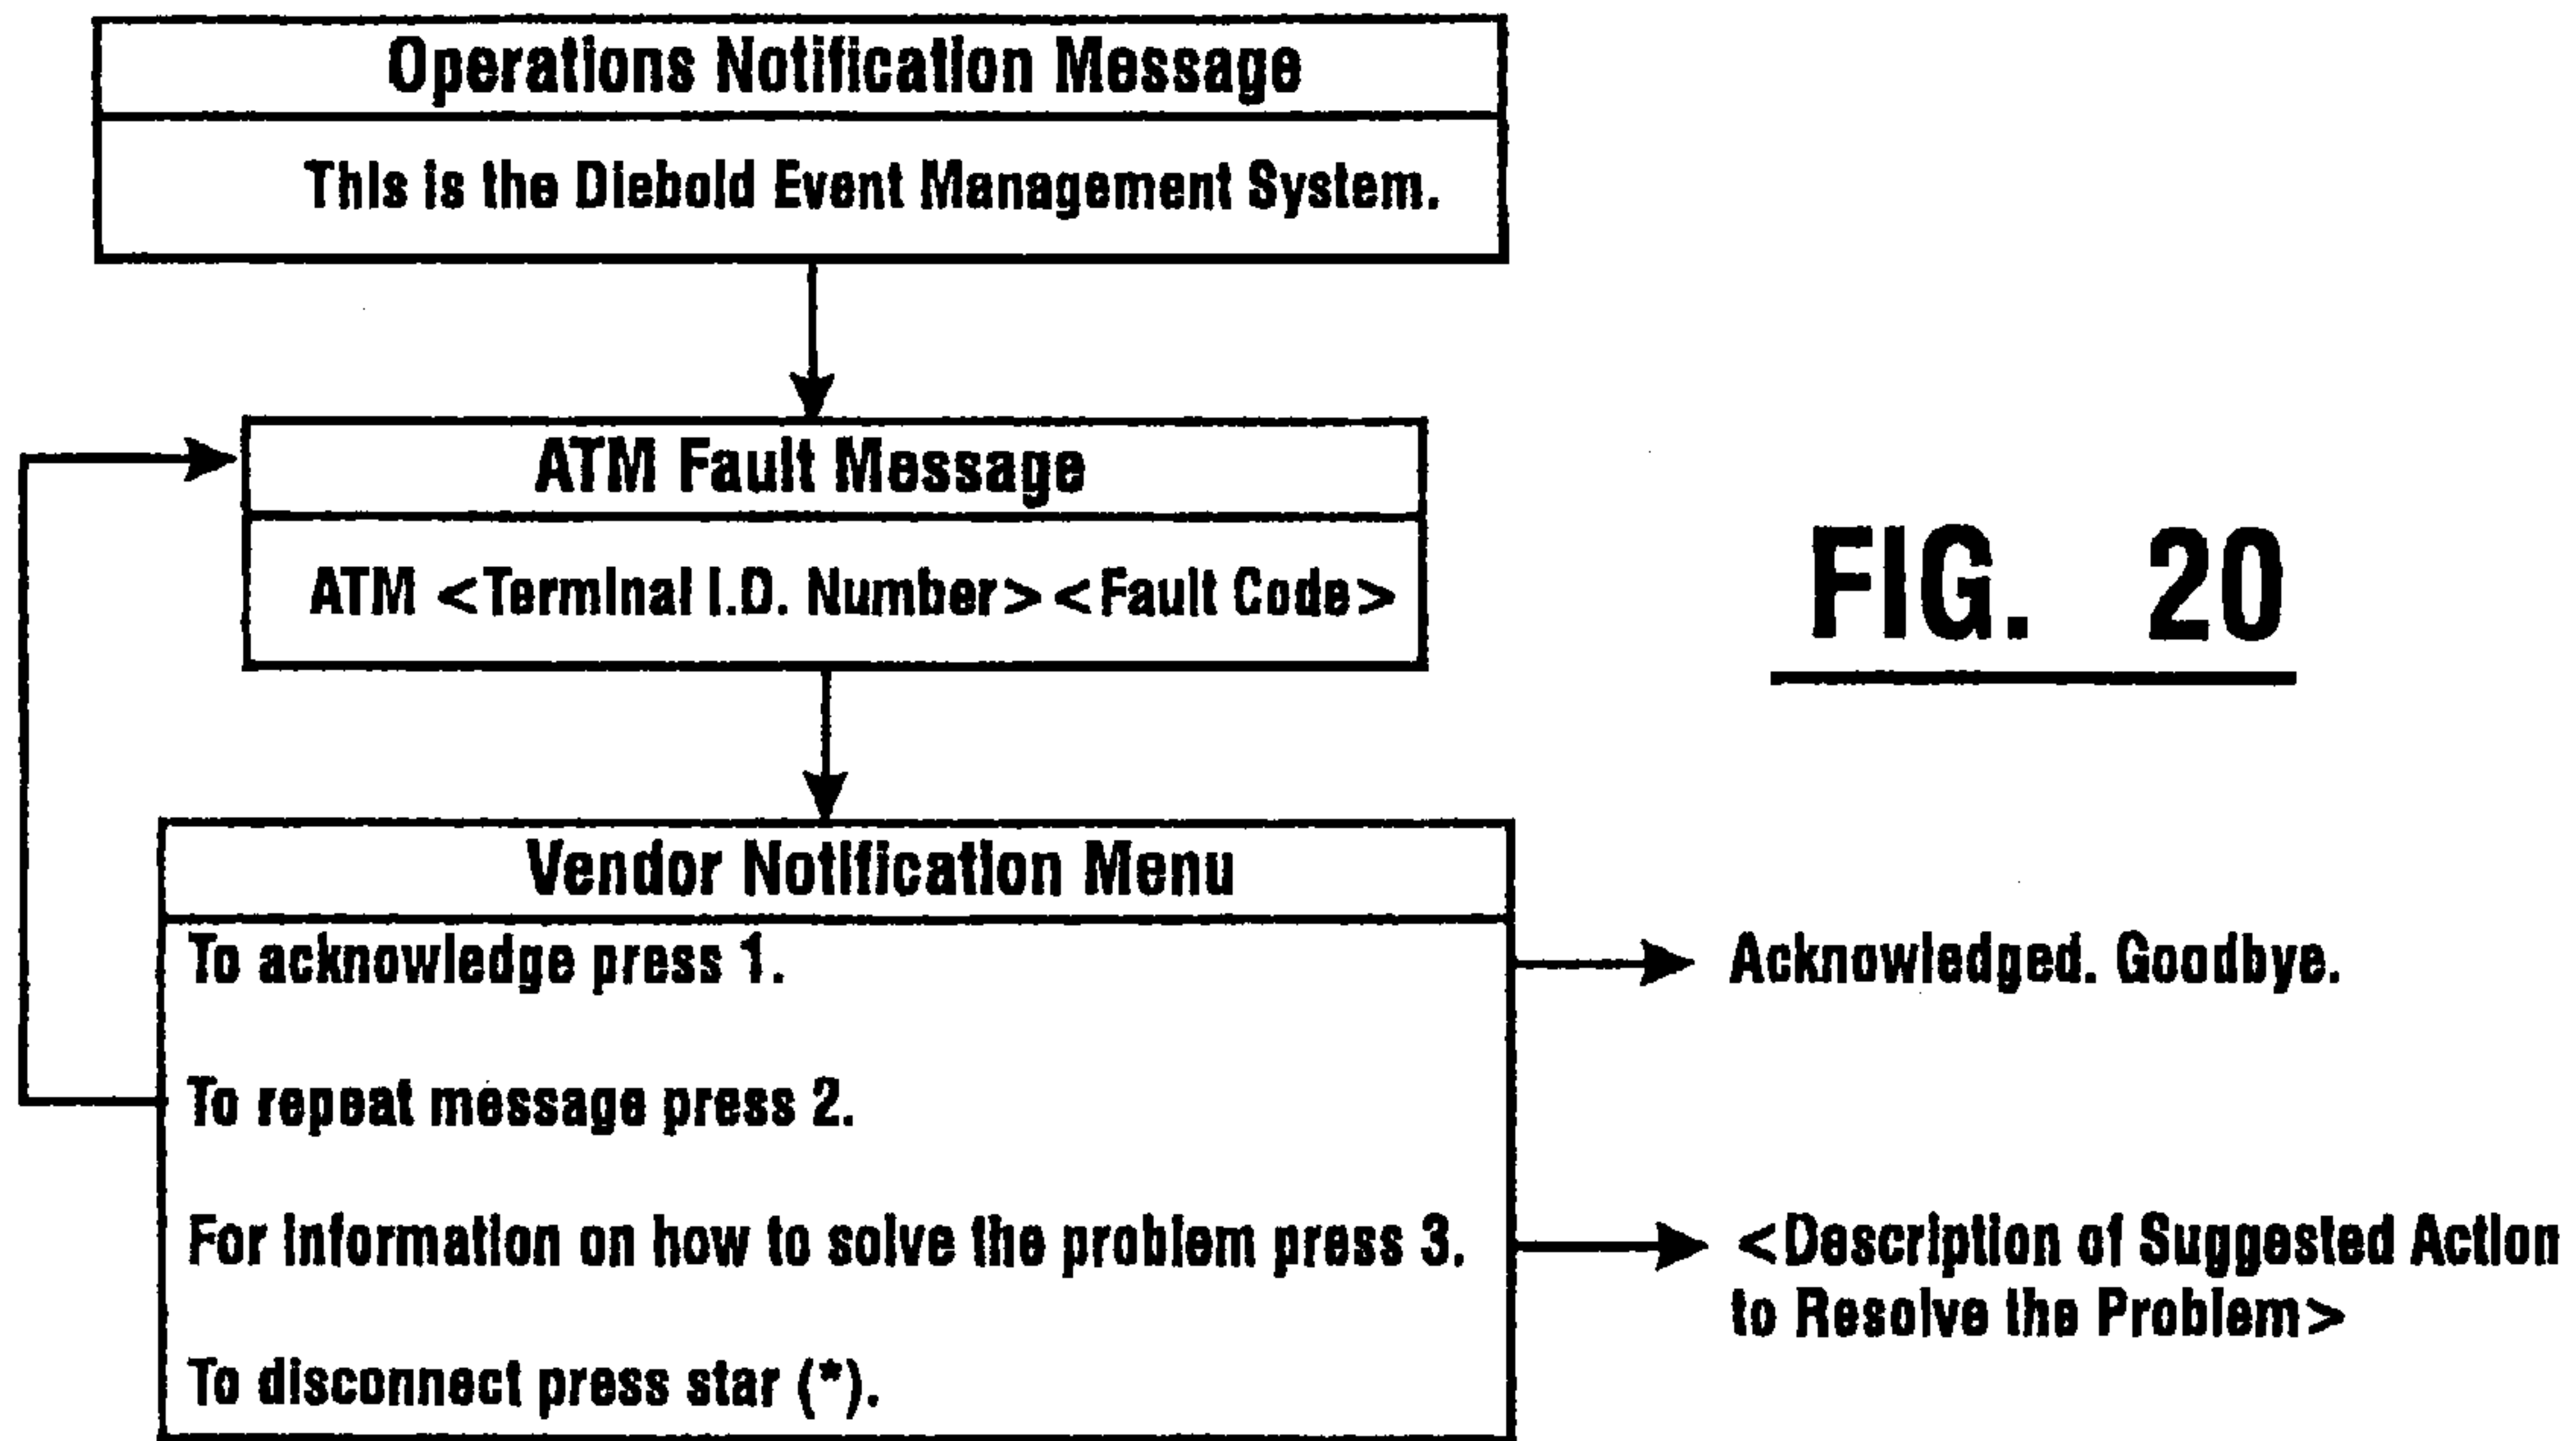 Operations Notification Message
This is the Diebold Event Management System.
ATM Fault Message
ATM <Terminal I.D. Number><Fault Code>
FIG. 20
Vendor Notification Menu
To acknowledge press 1.
Acknowledged. Goodbye.
To repeat message press 2.
For information on how to solve the problem press 3.
<Description of Suggested Action
to Resolve the Problem>
To disconnect press star (*).